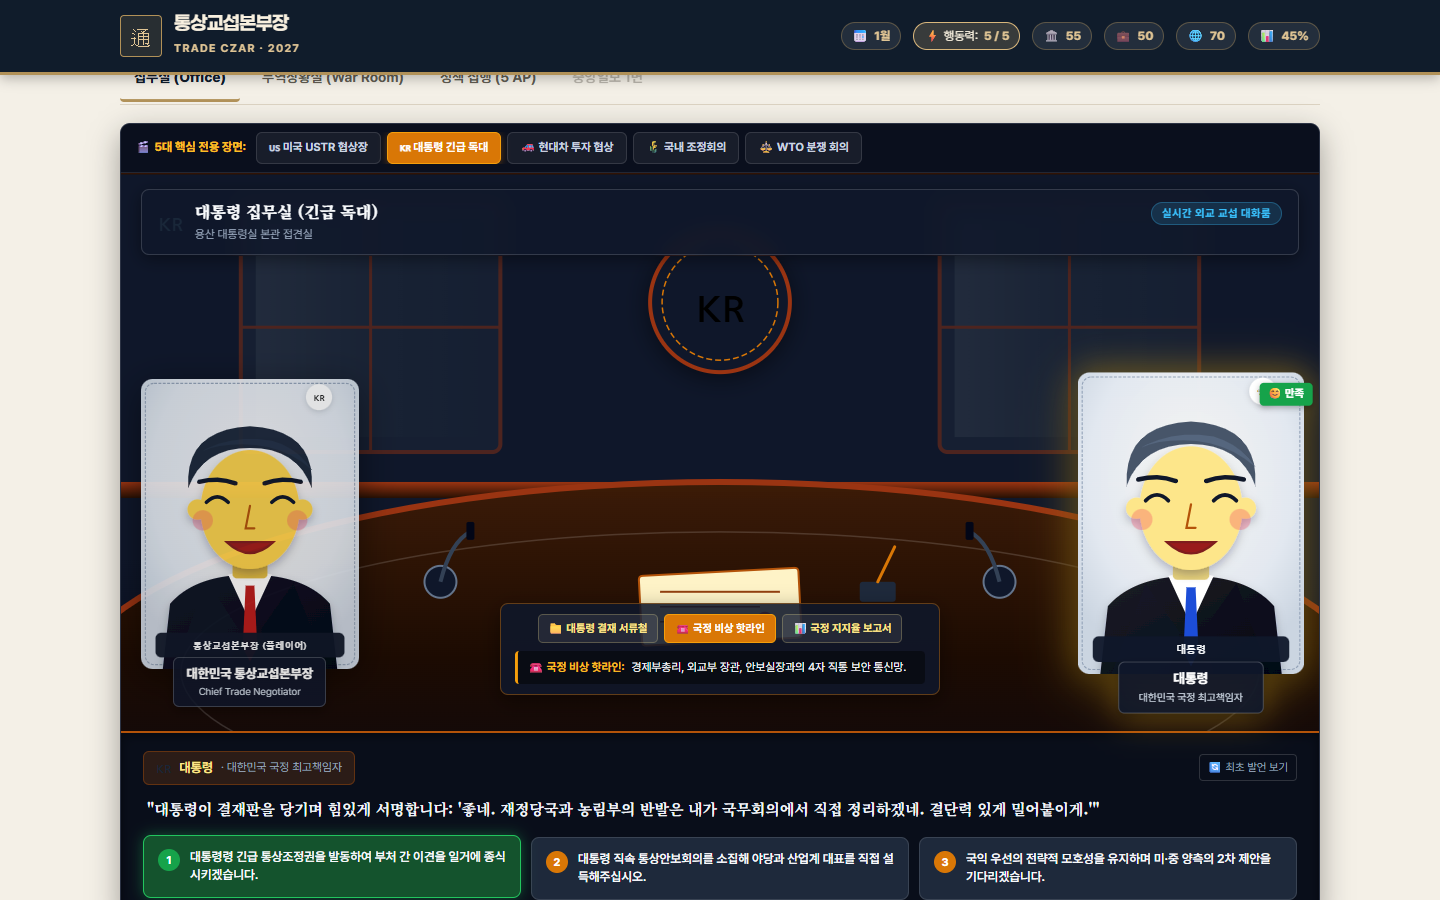 通
통상교섭본부장
TRADE CZAR · 2027
1월
행동력: 5 / 5
55
50
70
45%
집무실 (Office)
무역상황실 (War Room)
정책 집행 (5 AP)
중앙일보 1면
5대 핵심 전용 장면:
US 미국 USTR 협상장
KR 대통령 긴급 독대
현대차 투자 협상
국내 조정회의
WTO 분쟁 회의
KR
대통령 집무실 (긴급 독대)
용산 대통령실 본관 접견실
실시간 외교 교섭 대화룸
KR
KR
만족
통상교섭본부장 (플레이어)
대한민국 통상교섭본부장
Chief Trade Negotiator
대통령 결재 서류철
국정 비상 핫라인
국정 지지율 보고서
국정 비상 핫라인: 경제부총리, 외교부 장관, 안보실장과의 4자 직통 보안 통신망.
대통령
대통령
대한민국 국정 최고책임자
대통령 · 대한민국 국정 최고책임자
최초 발언 보기
"대통령이 결재판을 당기며 힘있게 서명합니다: '좋네. 재정당국과 농림부의 반발은 내가 국무회의에서 직접 정리하겠네. 결단력 있게 밀어붙이게.'"
1
대통령령 긴급 통상조정권을 발동하여 부처 간 이견을 일거에 종식
시키겠습니다.
2
대통령 직속 통상안보회의를 소집해 야당과 산업계 대표를 직접 설
득해주십시오.
3
국익 우선의 전략적 모호성을 유지하며 미·중 양측의 2차 제안을
기다리겠습니다.